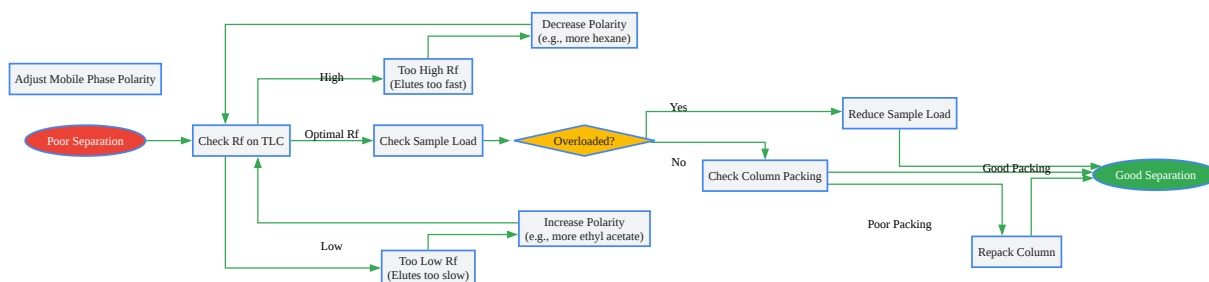 Decrease Polarity
(e.g., more hexane)
Adjust Mobile Phase Polarity
High
Too High Rf
(Elutes too fast)
Poor Separation
Check Rf on TLC
Optimal Rf
Check Sample Load
Overloaded?
Yes
Reduce Sample Load
No
Check Column Packing
Good Packing
Good Separation
Low
Increase Polarity
(e.g., more ethyl acetate)
Poor Packing
Too Low Rf
(Elutes too slow)
Repack Column